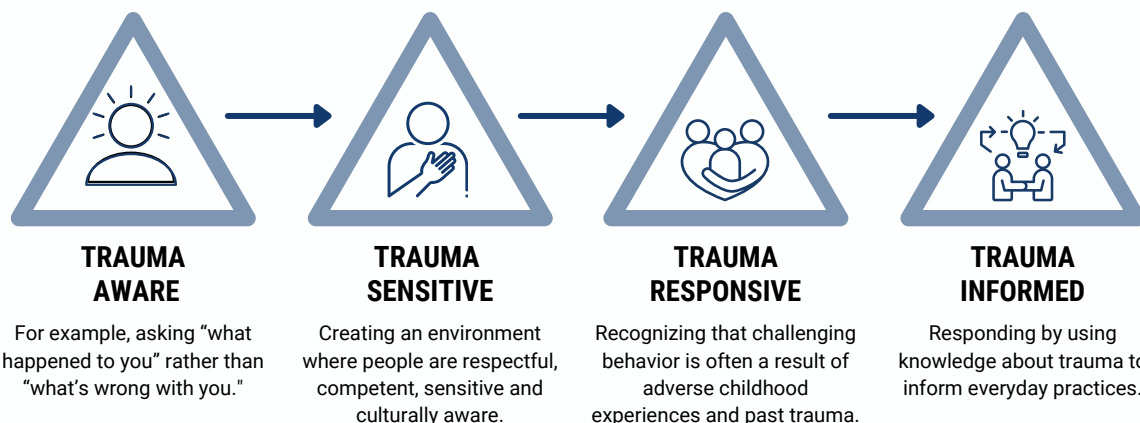 TRAUMA
AWARE
For example, asking “what
happened to you” rather than
“what’s wrong with you."
TRAUMA
SENSITIVE
Creating an environment
where people are respectful,
competent, sensitive and
culturally aware.
TRAUMA
RESPONSIVE
Recognizing that challenging
behavior is often a result of
adverse childhood
experiences and past trauma.
TRAUMA
INFORMED
Responding by using
knowledge about trauma to
inform everyday practices.